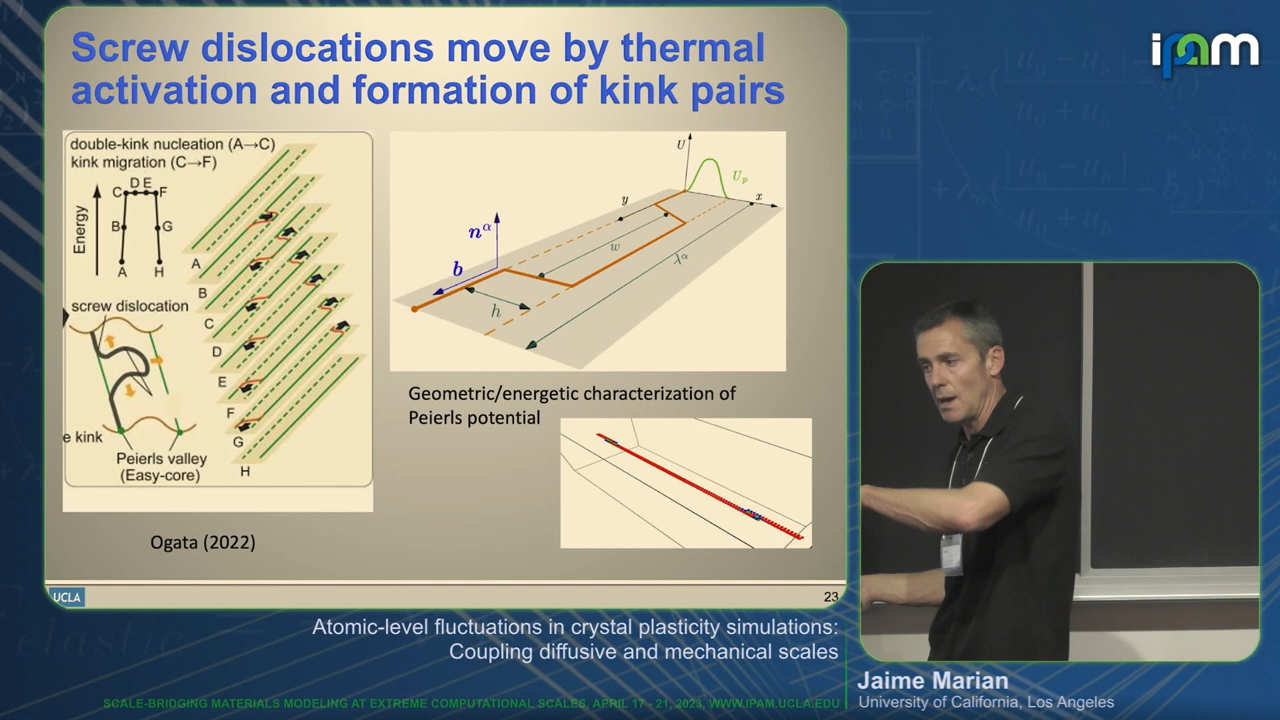 Screw dislocations move by thermal
activation and formation of kink pairs
ipam
double-kink nucleation (A→C)
kink migration (C→F)
Energy
C D E F
B G
A H
A
B
C
D
E
F
G
H
screw dislocation
e kink
Peierls valley
(Easy-core)
Ogata (2022)
U
U_p
x
y
w
λ^α
n^α
b
h
Geometric/energetic characterization of
Peierls potential
UCLA
23
Atomic-level fluctuations in crystal plasticity simulations:
Coupling diffusive and mechanical scales
Jaime Marian
University of California, Los Angeles
SCALE-BRIDGING MATERIALS MODELING AT EXTREME COMPUTATIONAL SCALES, APRIL 17 - 21, 2023, WWW.IPAM.UCLA.EDU